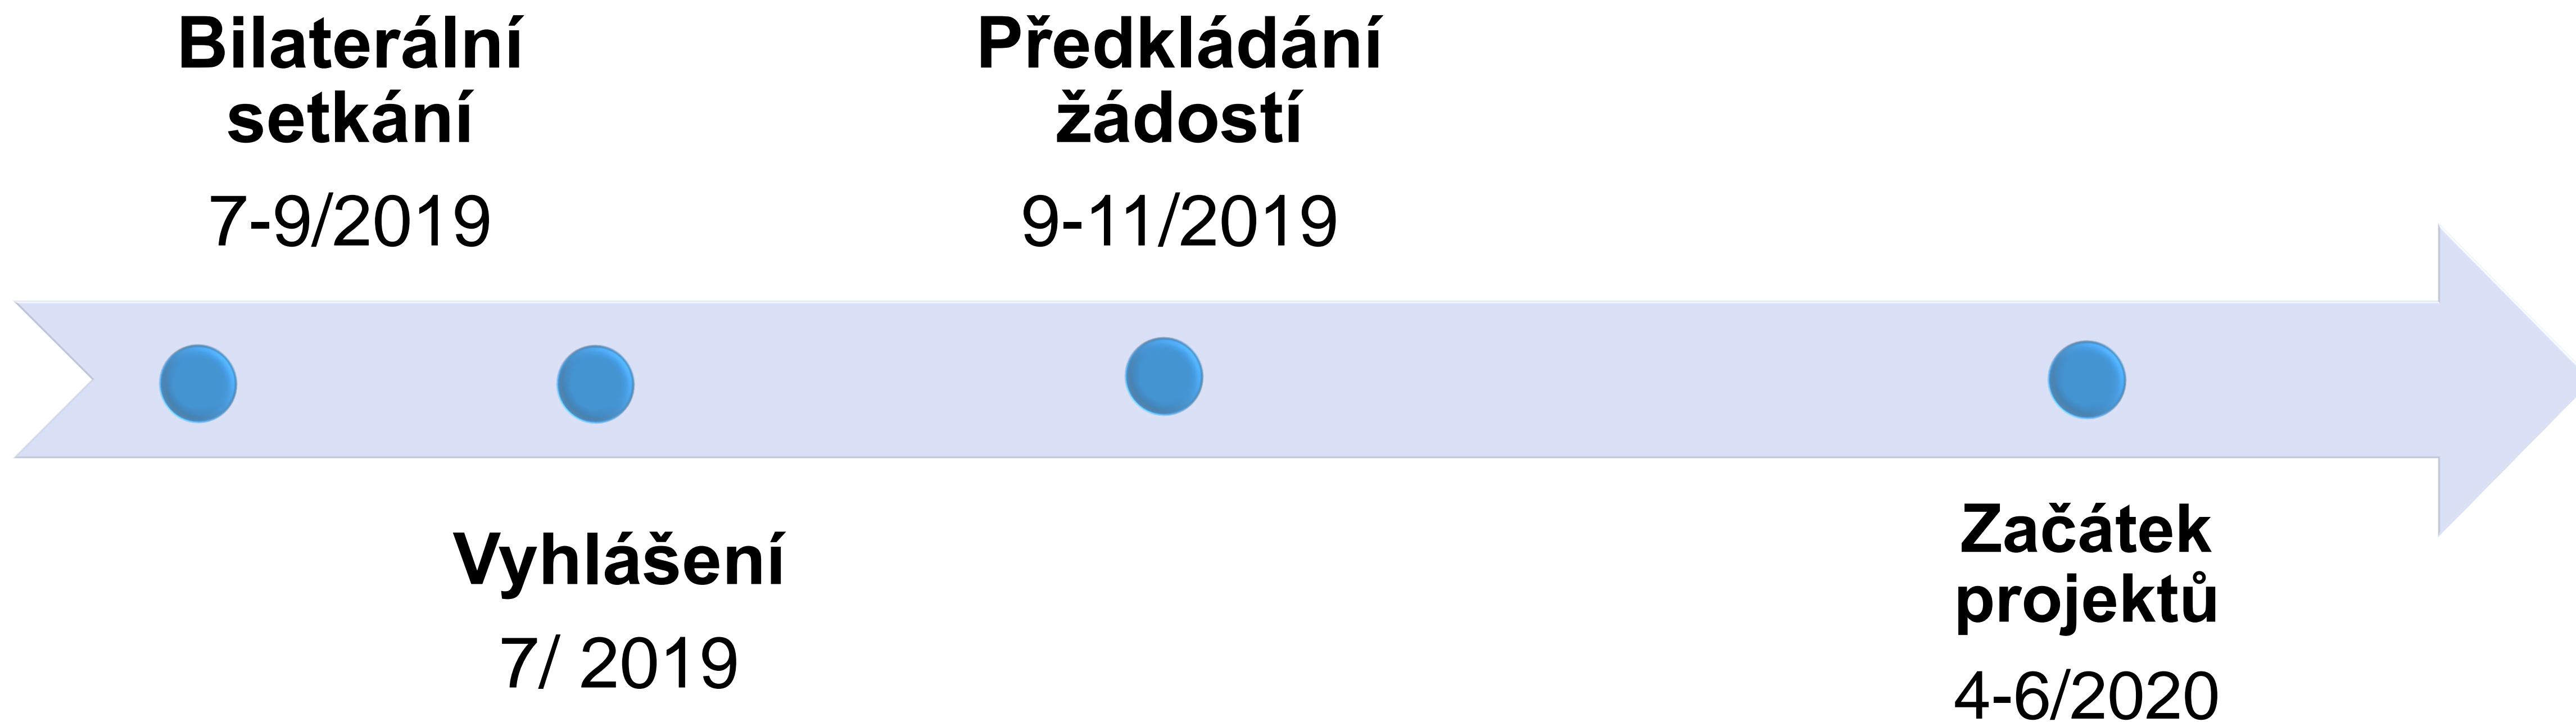 Bilaterální
setkání
7-9/2019
Vyhlášení
7/ 2019
Předkládání
žádostí
9-11/2019
Začátek
projektů
4-6/2020